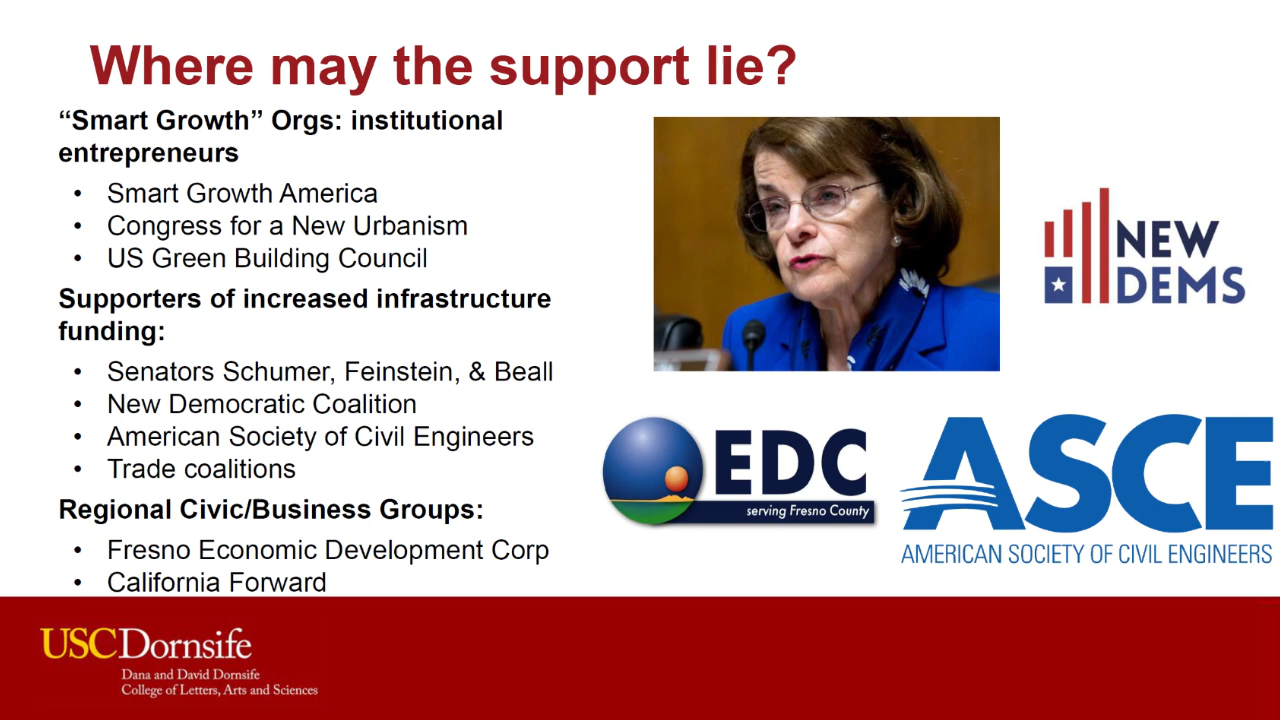 Where may the support lie?
“Smart Growth” Orgs: institutional
entrepreneurs
• Smart Growth America
• Congress for a New Urbanism
• US Green Building Council
Supporters of increased infrastructure
funding:
• Senators Schumer, Feinstein, & Beall
• New Democratic Coalition
• American Society of Civil Engineers
• Trade coalitions
Regional Civic/Business Groups:
• Fresno Economic Development Corp
• California Forward
NEW
DEMS
EDC
serving Fresno County
ASCE
AMERICAN SOCIETY OF CIVIL ENGINEERS
USC Dornsife
Dana and David Dornsife
College of Letters, Arts and Sciences